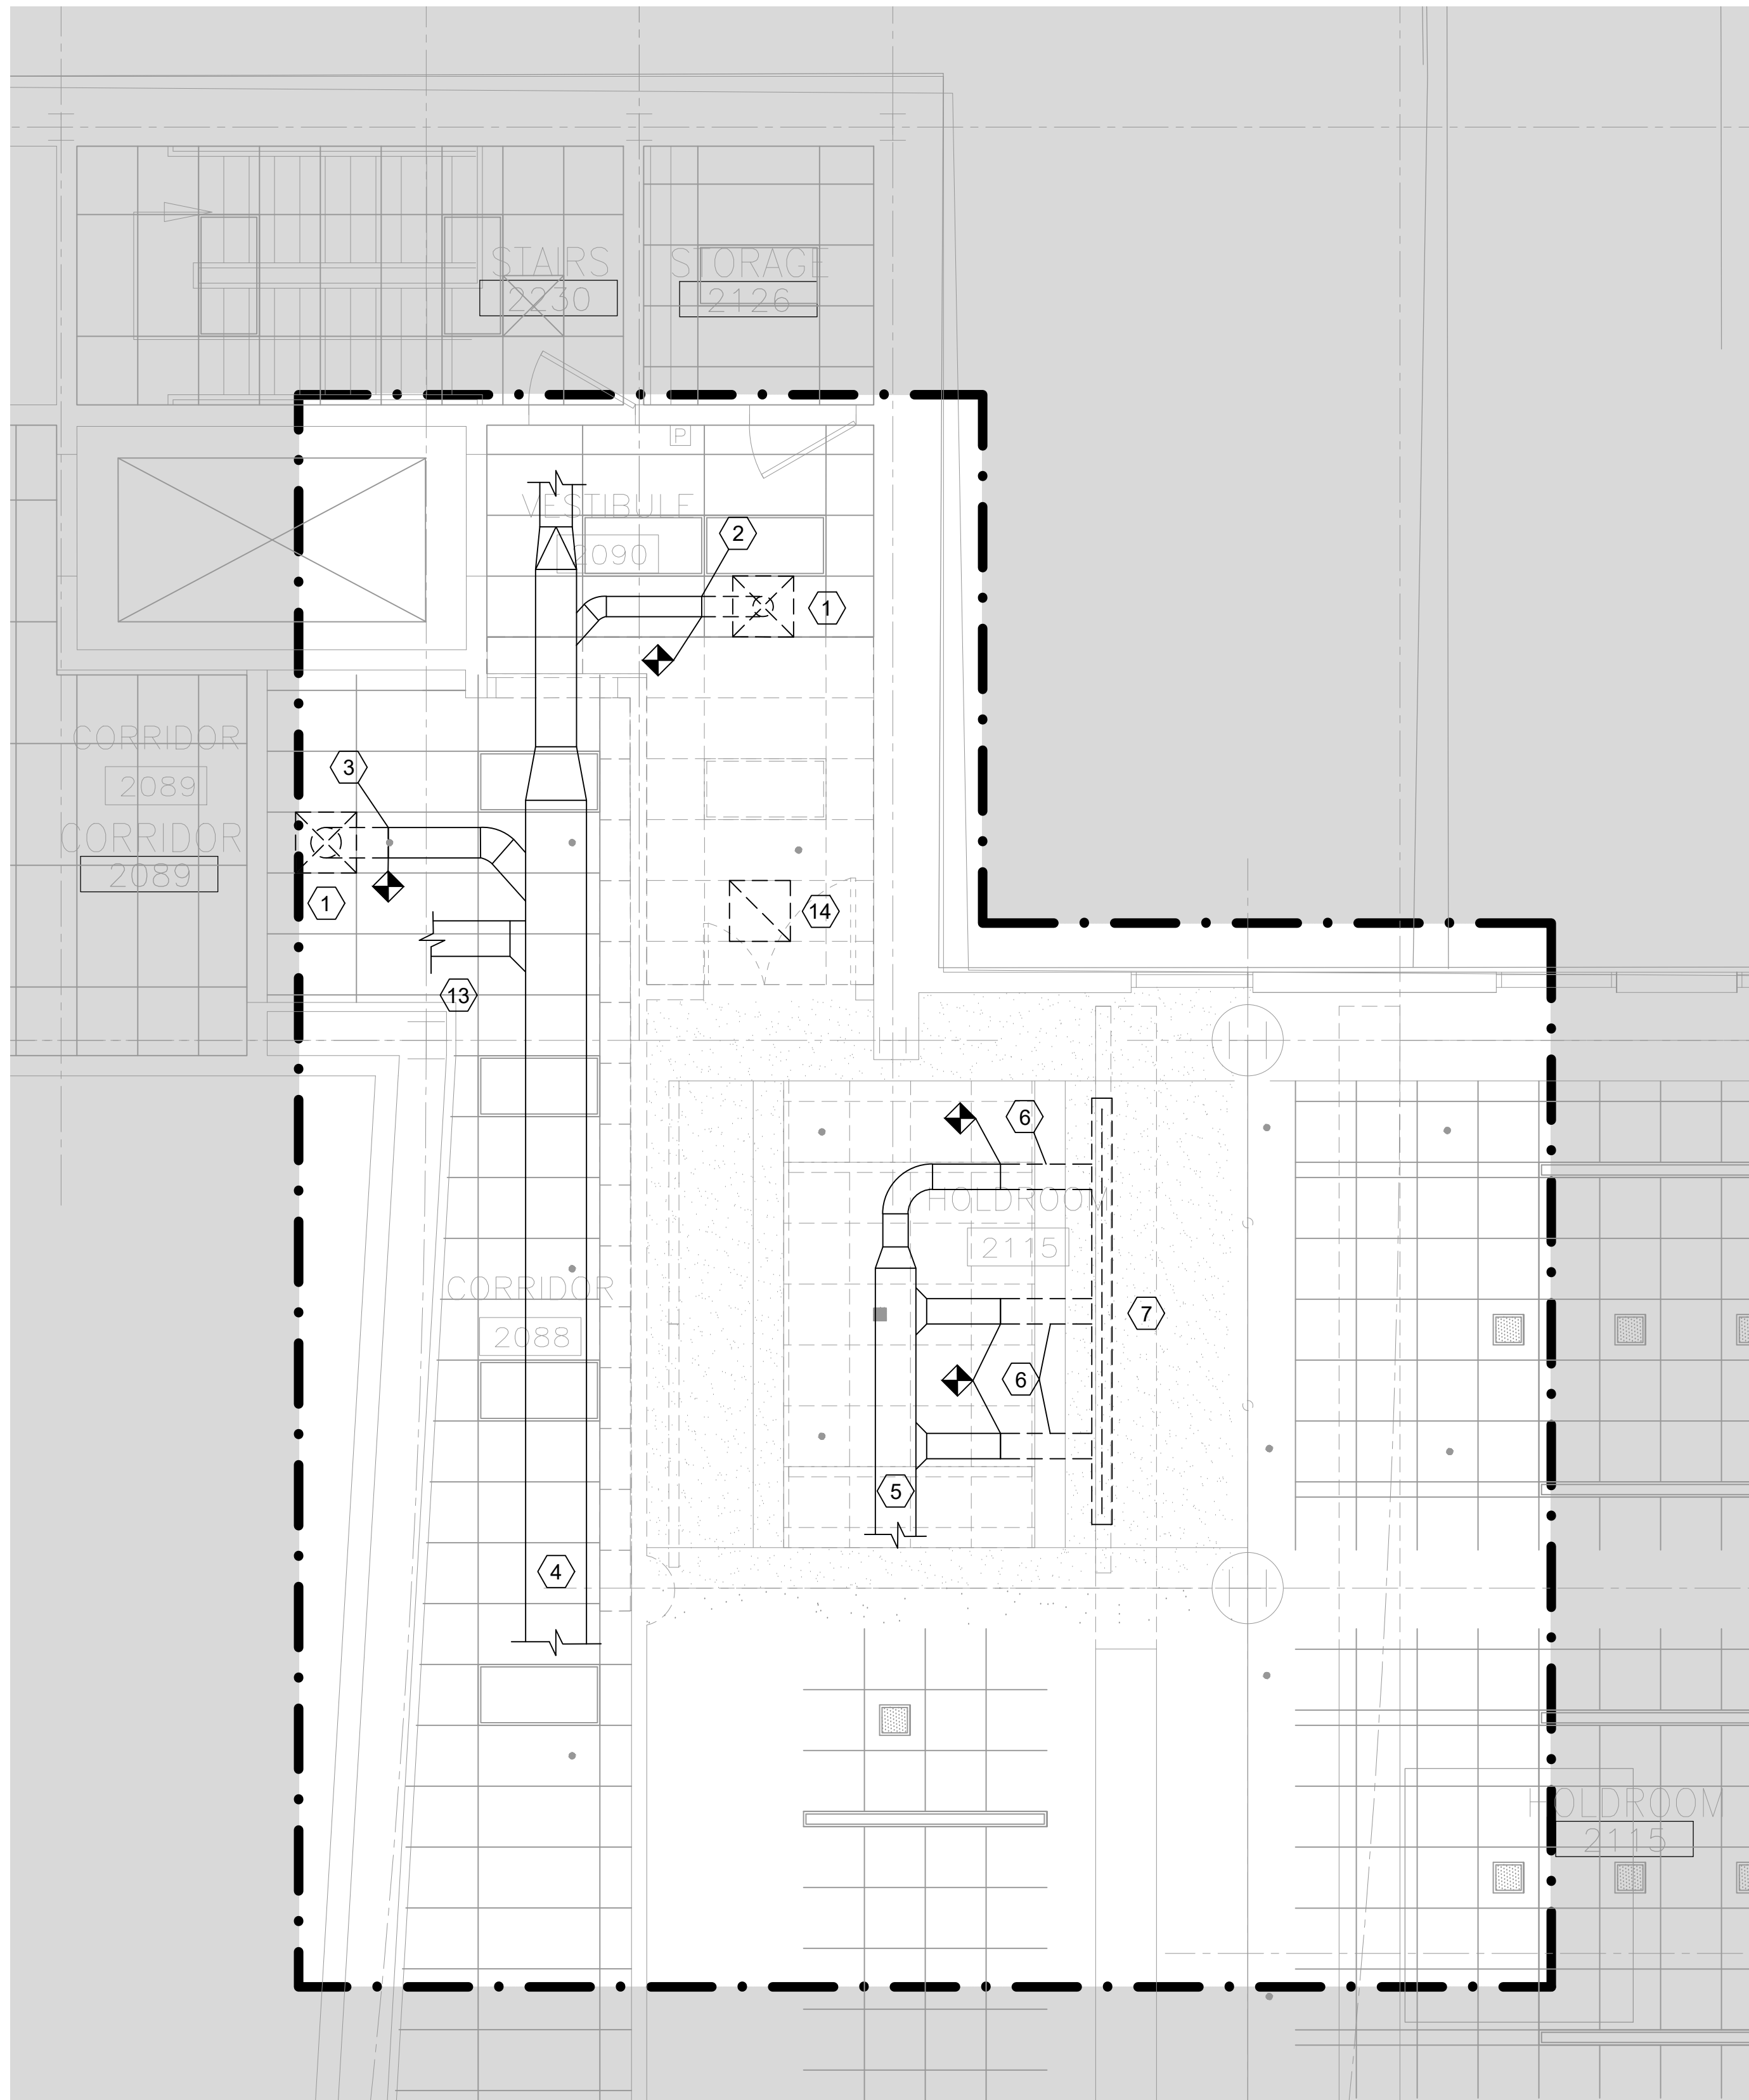 STAIRS
2230
STORAGE
2126
P
VESTIBULE
2090
2
1
CORRIDOR
2089
CORRIDOR
2089
3
1
14
13
6
HOLDROOM
2115
CORRIDOR
2088
7
6
5
4
HOLDROOM
2115